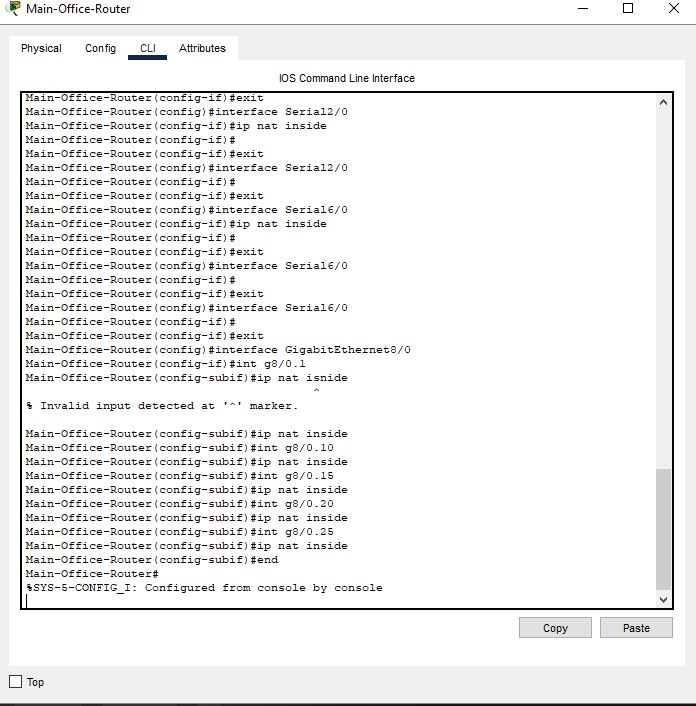 Main-Office-Router
Physical Config CLI Attributes
IOS Command Line Interface
Main-Office-Router(config-if)#exit
Main-Office-Router(config)#interface Serial2/0
Main-Office-Router(config-if)#ip nat inside
Main-Office-Router(config-if)#
Main-Office-Router(config-if)#exit
Main-Office-Router(config)#interface Serial2/0
Main-Office-Router(config-if)#
Main-Office-Router(config-if)#exit
Main-Office-Router(config)#interface Serial6/0
Main-Office-Router(config-if)#ip nat inside
Main-Office-Router(config-if)#
Main-Office-Router(config-if)#exit
Main-Office-Router(config)#interface Serial6/0
Main-Office-Router(config-if)#
Main-Office-Router(config-if)#exit
Main-Office-Router(config)#interface Serial6/0
Main-Office-Router(config-if)#
Main-Office-Router(config-if)#exit
Main-Office-Router(config)#interface GigabitEthernet8/0
Main-Office-Router(config-if)#int g8/0.1
Main-Office-Router(config-subif)#ip nat isnide
^
% Invalid input detected at '^' marker.
Main-Office-Router(config-subif)#ip nat inside
Main-Office-Router(config-subif)#int g8/0.10
Main-Office-Router(config-subif)#ip nat inside
Main-Office-Router(config-subif)#int g8/0.15
Main-Office-Router(config-subif)#ip nat inside
Main-Office-Router(config-subif)#int g8/0.20
Main-Office-Router(config-subif)#ip nat inside
Main-Office-Router(config-subif)#int g8/0.25
Main-Office-Router(config-subif)#ip nat inside
Main-Office-Router(config-subif)#end
Main-Office-Router#
%SYS-5-CONFIG_I: Configured from console by console
Copy Paste
Top